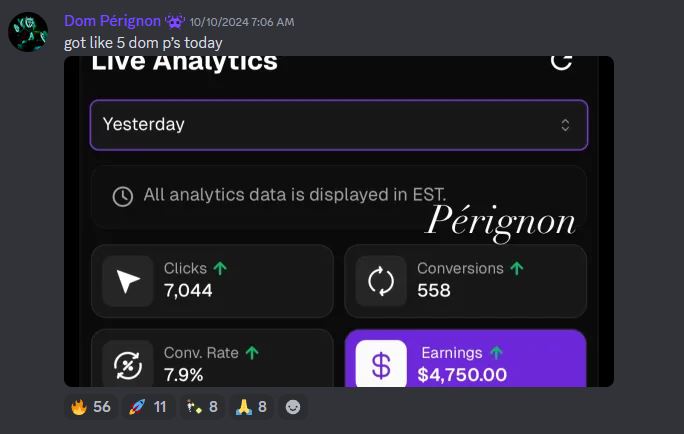 Dom Pérignon 10/10/2024 7:06 AM
got like 5 dom p's today
Live Analytics
Yesterday
All analytics data is displayed in EST.
Pérignon
Clicks
7,044
Conversions
558
Conv. Rate
7.9%
Earnings
$4,750.00
56 11 8 8